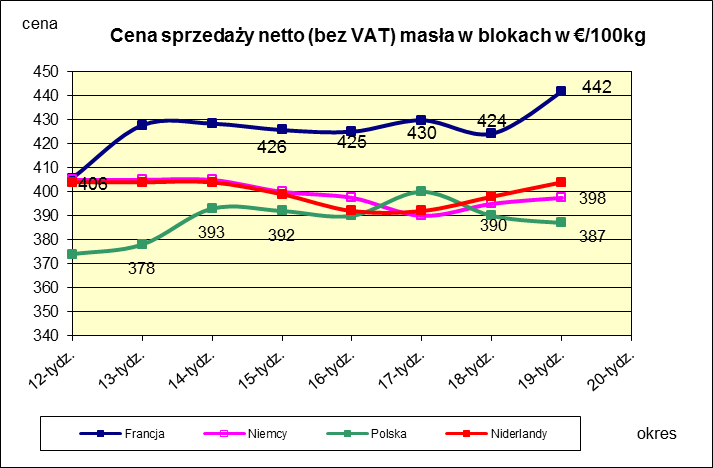 cena
Cena sprzedaży netto (bez VAT) masła w blokach w €/100kg
450
440
430
420
410
400
390
380
370
360
350
340
442
424
430
425
426
406
398
393
392
390
387
378
12-tydz.
13-tydz.
14-tydz.
15-tydz.
16-tydz.
17-tydz.
18-tydz.
19-tydz.
20-tydz.
Francja Niemcy Polska Niderlandy
okres